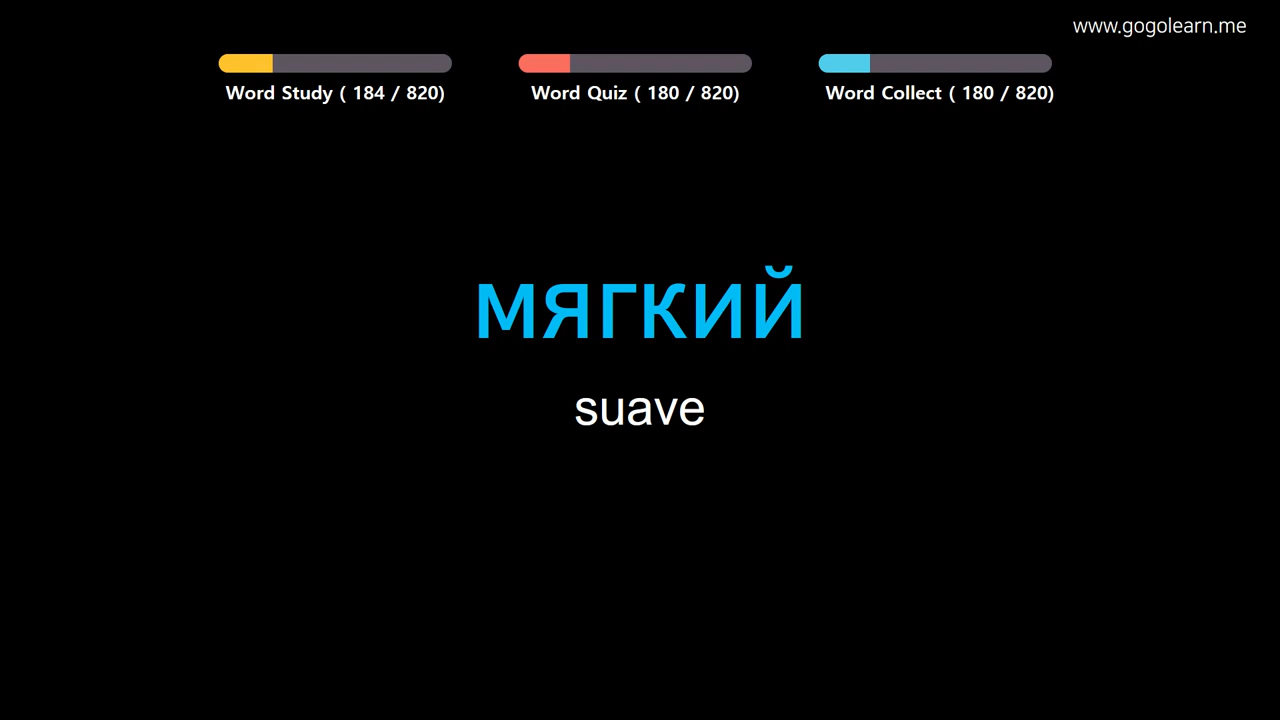 www.gogolearn.me
Word Study ( 184 / 820)
Word Quiz ( 180 / 820)
Word Collect ( 180 / 820)
мягкий
suave